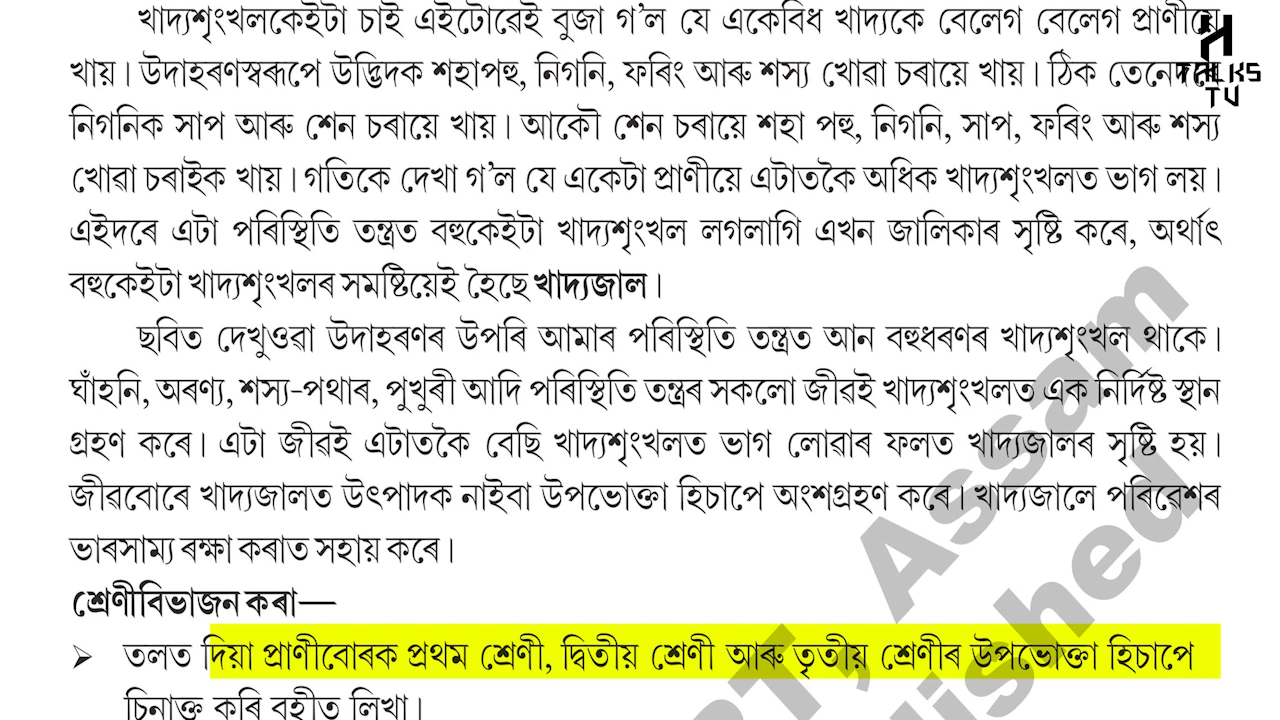 খাদ্যশৃংখলকেইটা চাই এইটোৱেই বুজা গ'ল যে একেবিধ খাদ্যকে বেলেগ বেলেগ প্ৰাণীয়ে
খায়। উদাহৰণস্বৰূপে উদ্ভিদক শহাপহু, নিগনি, ফৰিং আৰু শস্য খোৱা চৰায়ে খায়। ঠিক তেনেদৰে
নিগনিক সাপ আৰু শেন চৰায়ে খায়। আকৌ শেন চৰায়ে শহা পহু, নিগনি, সাপ, ফৰিং আৰু শস্য
খোৱা চৰাইক খায়। গতিকে দেখা গ'ল যে একেটা প্ৰাণীয়ে এটাতকৈ অধিক খাদ্যশৃংখলত ভাগ লয়।
এইদৰে এটা পৰিস্থিতি তন্ত্ৰত বহুকেইটা খাদ্যশৃংখল লগলাগি এখন জালিকাৰ সৃষ্টি কৰে, অৰ্থাৎ
বহুকেইটা খাদ্যশৃংখলৰ সমষ্টিয়েই হৈছে খাদ্যজাল।
ছবিত দেখুওৱা উদাহৰণৰ উপৰি আমাৰ পৰিস্থিতি তন্ত্ৰত আন বহুধৰণৰ খাদ্যশৃংখল থাকে।
ঘাঁহনি, অৰণ্য, শস্য-পথাৰ, পুখুৰী আদি পৰিস্থিতি তন্ত্ৰৰ সকলো জীৱই খাদ্যশৃংখলত এক নিৰ্দিষ্ট স্থান
গ্ৰহণ কৰে। এটা জীৱই এটাতকৈ বেছি খাদ্যশৃংখলত ভাগ লোৱাৰ ফলত খাদ্যজালৰ সৃষ্টি হয়।
জীৱবোৰে খাদ্যজালত উৎপাদক নাইবা উপভোক্তা হিচাপে অংশগ্ৰহণ কৰে। খাদ্যজালে পৰিৱেশৰ
ভাৰসাম্য ৰক্ষা কৰাত সহায় কৰে।
শ্ৰেণীবিভাজন কৰা—
➢ তলত দিয়া প্ৰাণীবোৰক প্ৰথম শ্ৰেণী, দ্বিতীয় শ্ৰেণী আৰু তৃতীয় শ্ৰেণীৰ উপভোক্তা হিচাপে
চিনাক্ত কৰি বহীত লিখা।
H
TALKS
TV
RT, Assam
lished